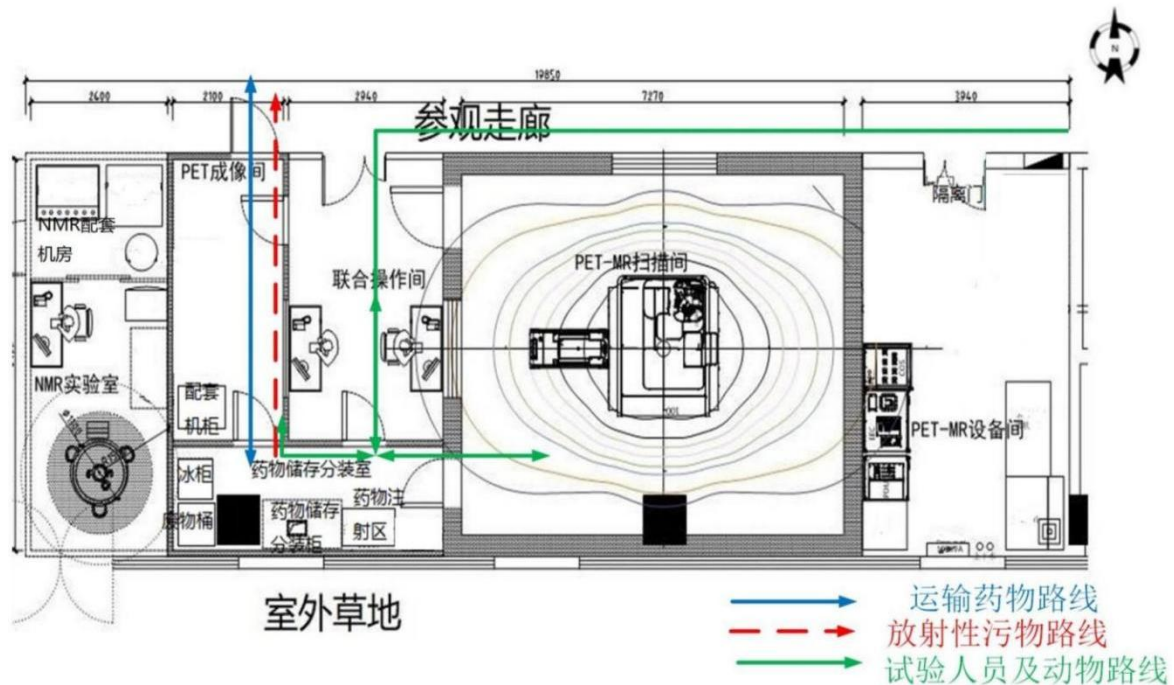 N
19850
2600
2100
2940
7270
3940
参观走廊
PET成像间
隔离门
NMR配套
机房
PET-MR扫描间
联合操作间
NMR实验室
配套
机柜
PET-MR设备间
药物储存分装室
冰柜
药物注
射区
药物储存
分装柜
废物桶
室外草地
运输药物路线
放射性污物路线
试验人员及动物路线